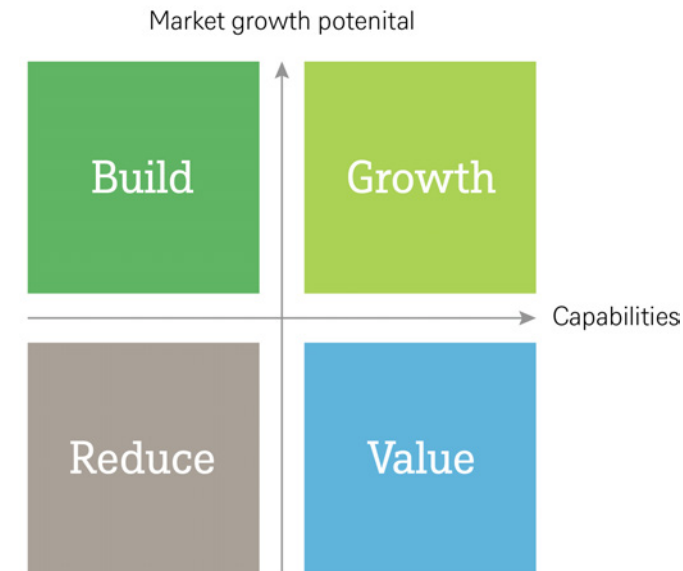 Market growth potenital
Build
Growth
Capabilities
Reduce
Value